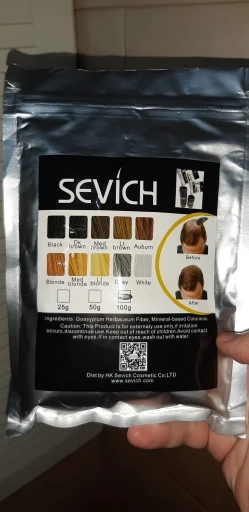 SEVICH
Black Dk brown Med brown Lt brown Auburn
Blonde Med blonde Lt blonde Gray White
Before
After
25g 50g 100g
Ingredients: Gossypium Herbaceum Fiber, Mineral-based Colorants.
Caution: This Product is for externaly use only,if irritation
occurs,discontinue use.Keep out of reach of children.Avoid contact
with eyes.If in contact eyes,wash out with water.
Dist by HK Sevich Cosmetic Co.LTD
www.sevich.com